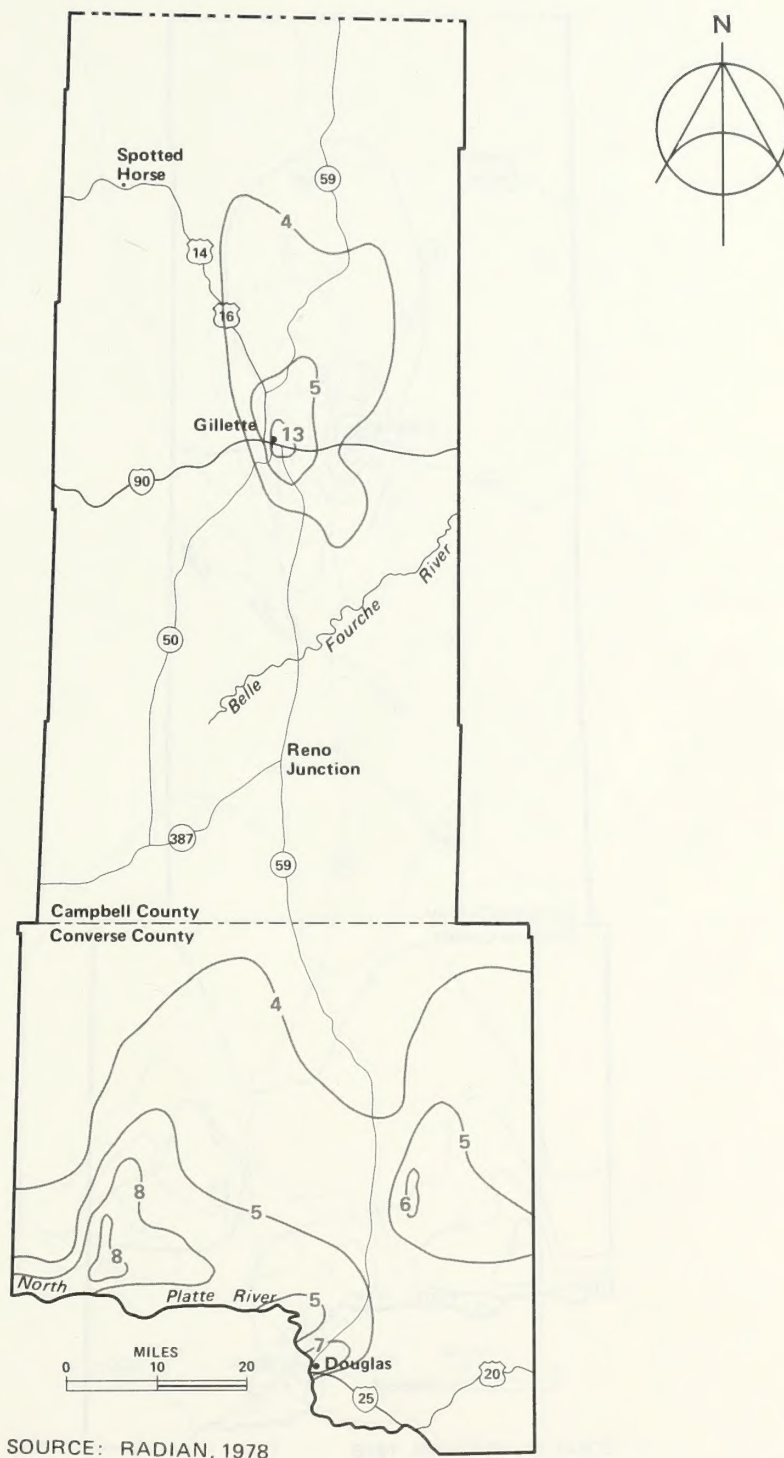 N
Spotted
Horse
59
4
14
16
5
Gillette
13
90
Belle Fourche River
50
Reno
Junction
387
59
Campbell County
Converse County
4
5
8
6
5
8
North Platte River
5
7
MILES
0 10 20
Douglas
20
25
SOURCE: RADIAN, 1978